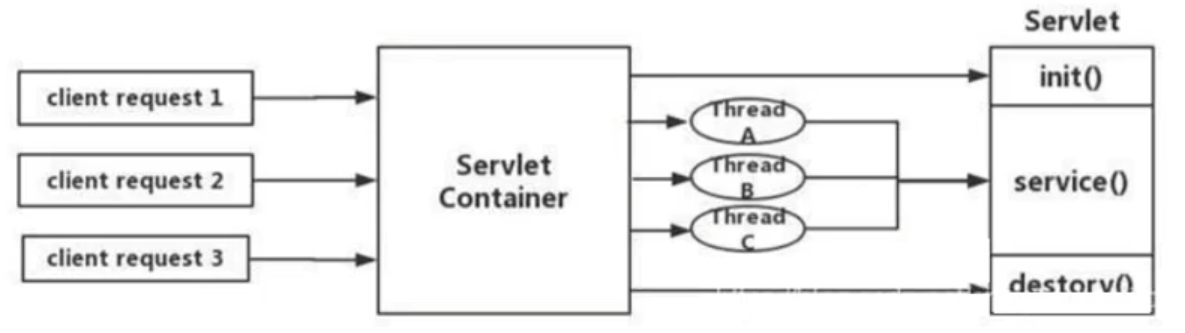 Servlet
client request 1
client request 2
client request 3
Servlet
Container
Thread
A
Thread
B
Thread
C
init()
service()
destory()